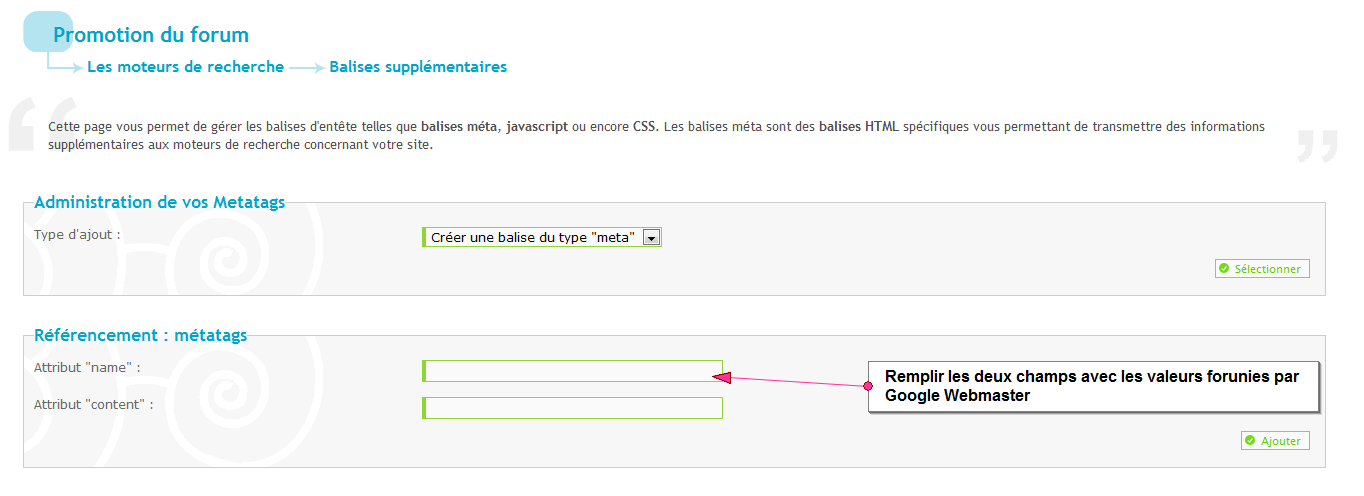 Promotion du forum
Les moteurs de recherche Balises supplémentaires
“
Cette page vous permet de gérer les balises d'entête telles que balises méta, javascript ou encore CSS. Les balises méta sont des balises HTML spécifiques vous permettant de transmettre des informations
supplémentaires aux moteurs de recherche concernant votre site.
”
Administration de vos Metatags
Type d'ajout : Créer une balise du type "meta"
Sélectionner
Référencement : métatags
Attribut "name" :
Attribut "content" :
Remplir les deux champs avec les valeurs forunies par
Google Webmaster
Ajouter